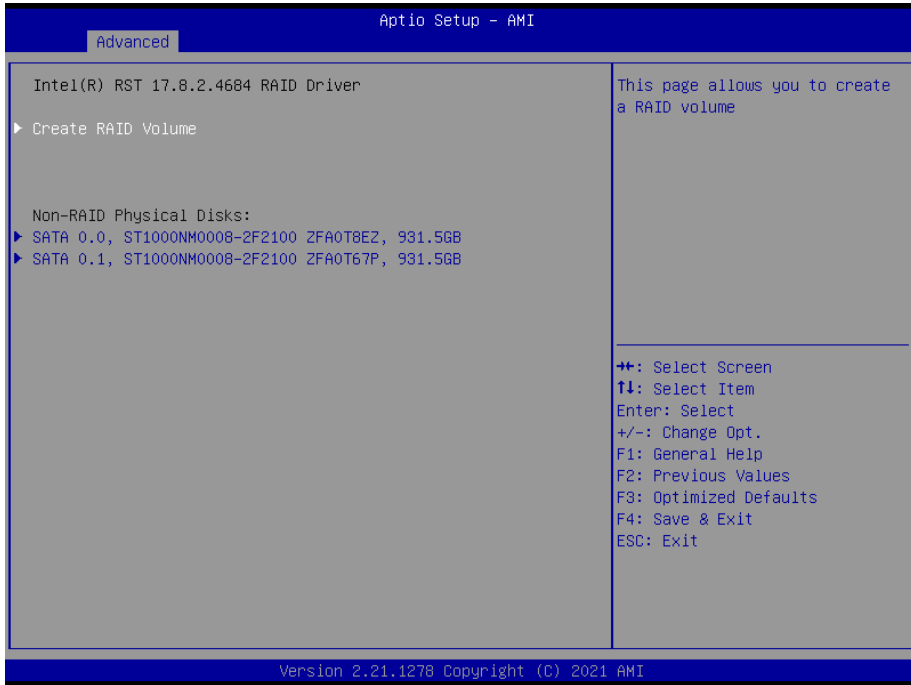 Aptio Setup - AMI
Advanced
Intel(R) RST 17.8.2.4684 RAID Driver
Create RAID Volume
Non-RAID Physical Disks:
SATA 0.0, ST1000NM0008-2F2100 ZFA0T8EZ, 931.5GB
SATA 0.1, ST1000NM0008-2F2100 ZFA0T67P, 931.5GB
This page allows you to create
a RAID volume
→←: Select Screen
↑↓: Select Item
Enter: Select
+/-: Change Opt.
F1: General Help
F2: Previous Values
F3: Optimized Defaults
F4: Save & Exit
ESC: Exit
Version 2.21.1278 Copyright (C) 2021 AMI